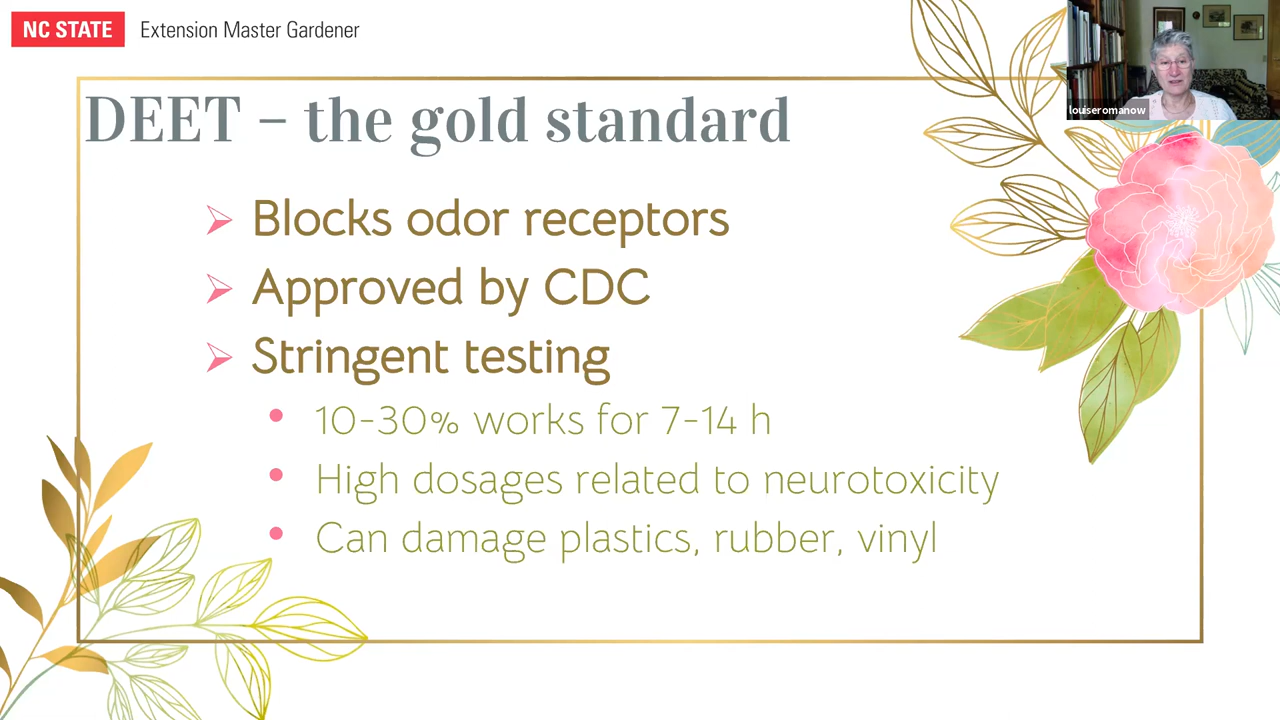 NC STATE Extension Master Gardener
louiseromanow
DEET – the gold standard
Blocks odor receptors
Approved by CDC
Stringent testing
10-30% works for 7-14 h
High dosages related to neurotoxicity
Can damage plastics, rubber, vinyl